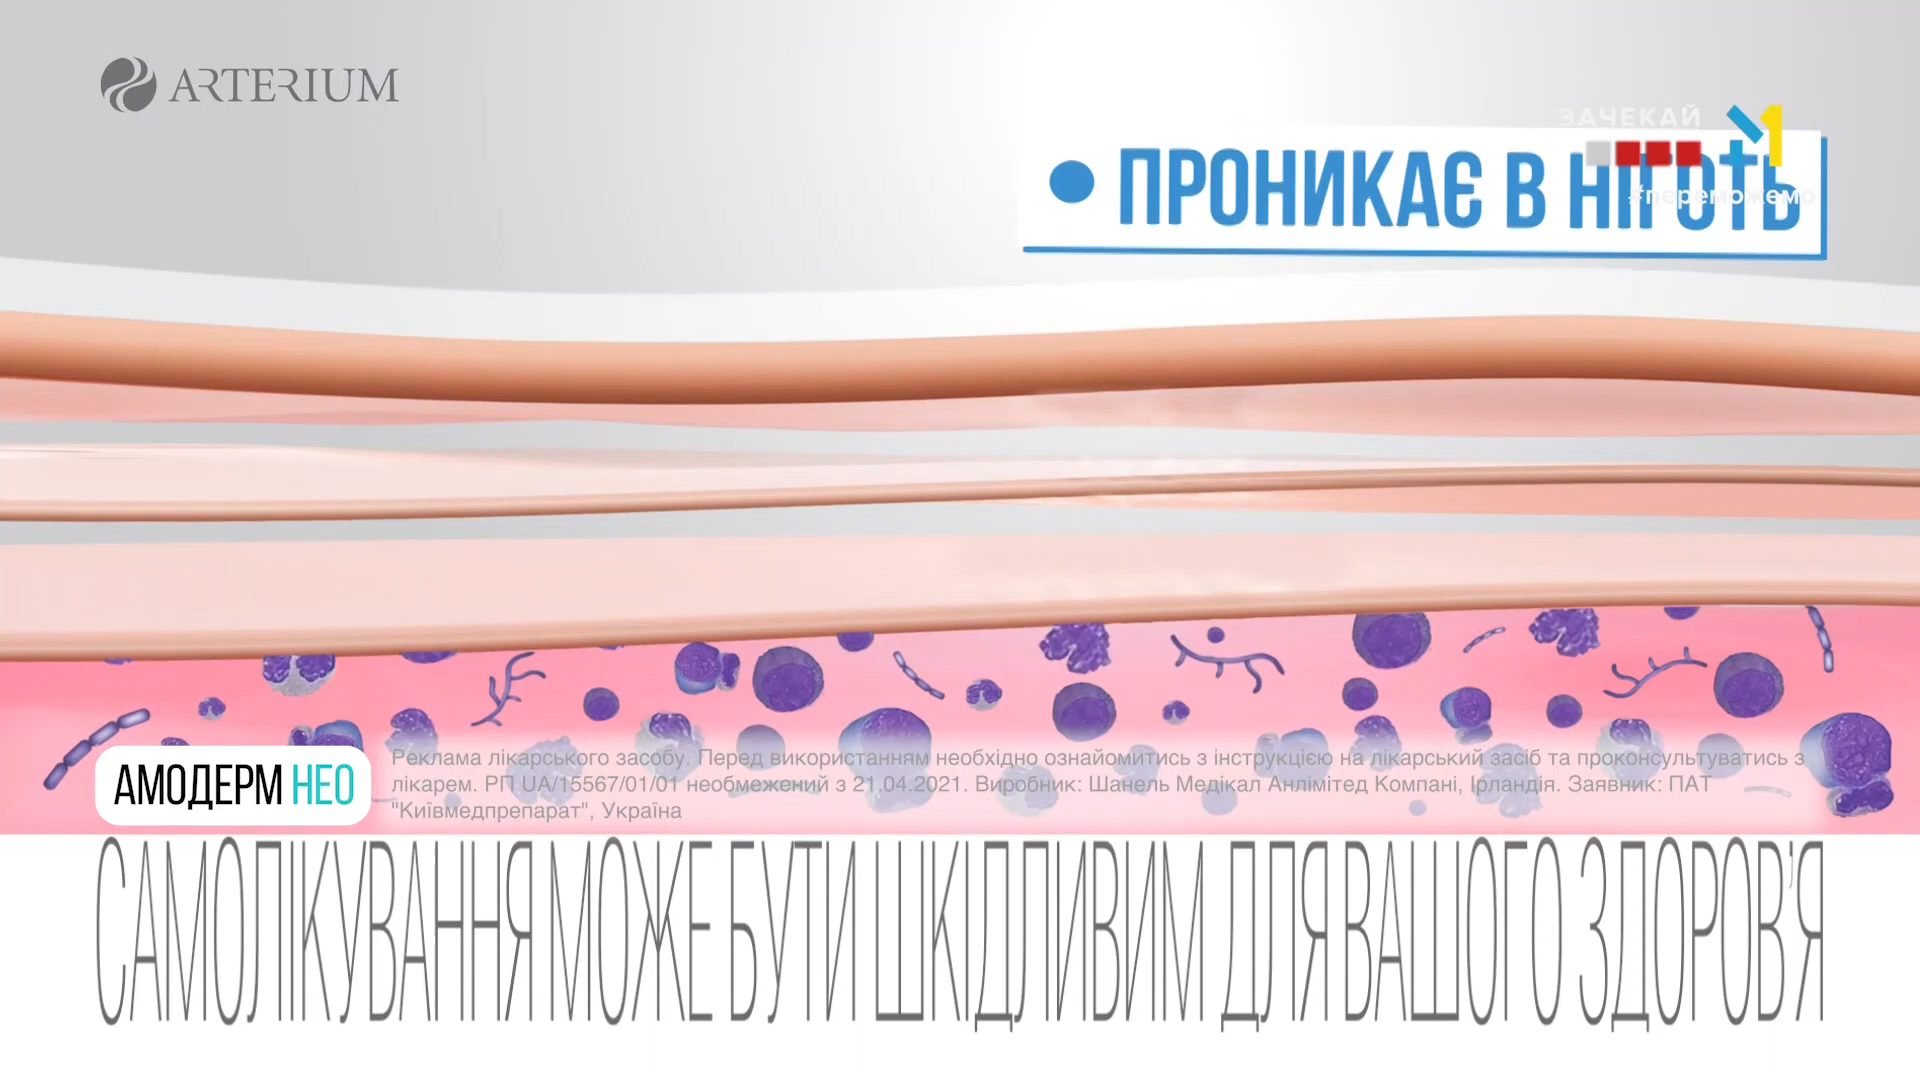 ARTERIUM
ЗАЧЕКАЙ
М1
• ПРОНИКАЄ В НІГОТЬ
#переможемо
АМОДЕРМ НЕО
Реклама лікарського засобу. Перед використанням необхідно ознайомитись з інструкцією на лікарський засіб та проконсультуватись з
лікарем. РП UA/15567/01/01 необмежений з 21.04.2021. Виробник: Шанель Медікал Анлімітед Компані, Ірландія. Заявник: ПАТ
"Київмедпрепарат", Україна
САМОЛІКУВАННЯ МОЖЕ БУТИ ШКІДЛИВИМ ДЛЯ ВАШОГО ЗДОРОВ'Я